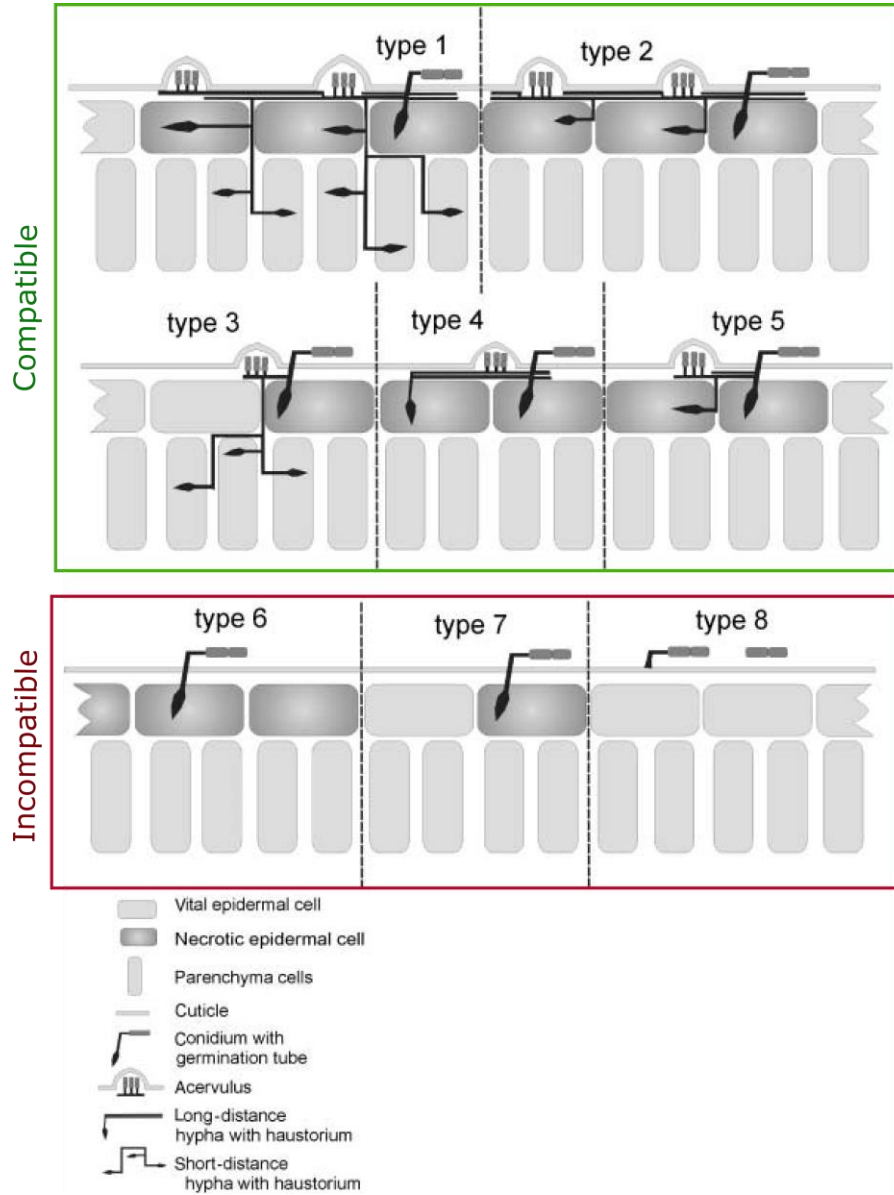 Compatible
type 1
type 2
type 3
type 4
type 5
Incompatible
type 6
type 7
type 8
Vital epidermal cell
Necrotic epidermal cell
Parenchyma cells
Cuticle
Conidium with
germination tube
Acervulus
Long-distance
hypha with haustorium
Short-distance
hypha with haustorium